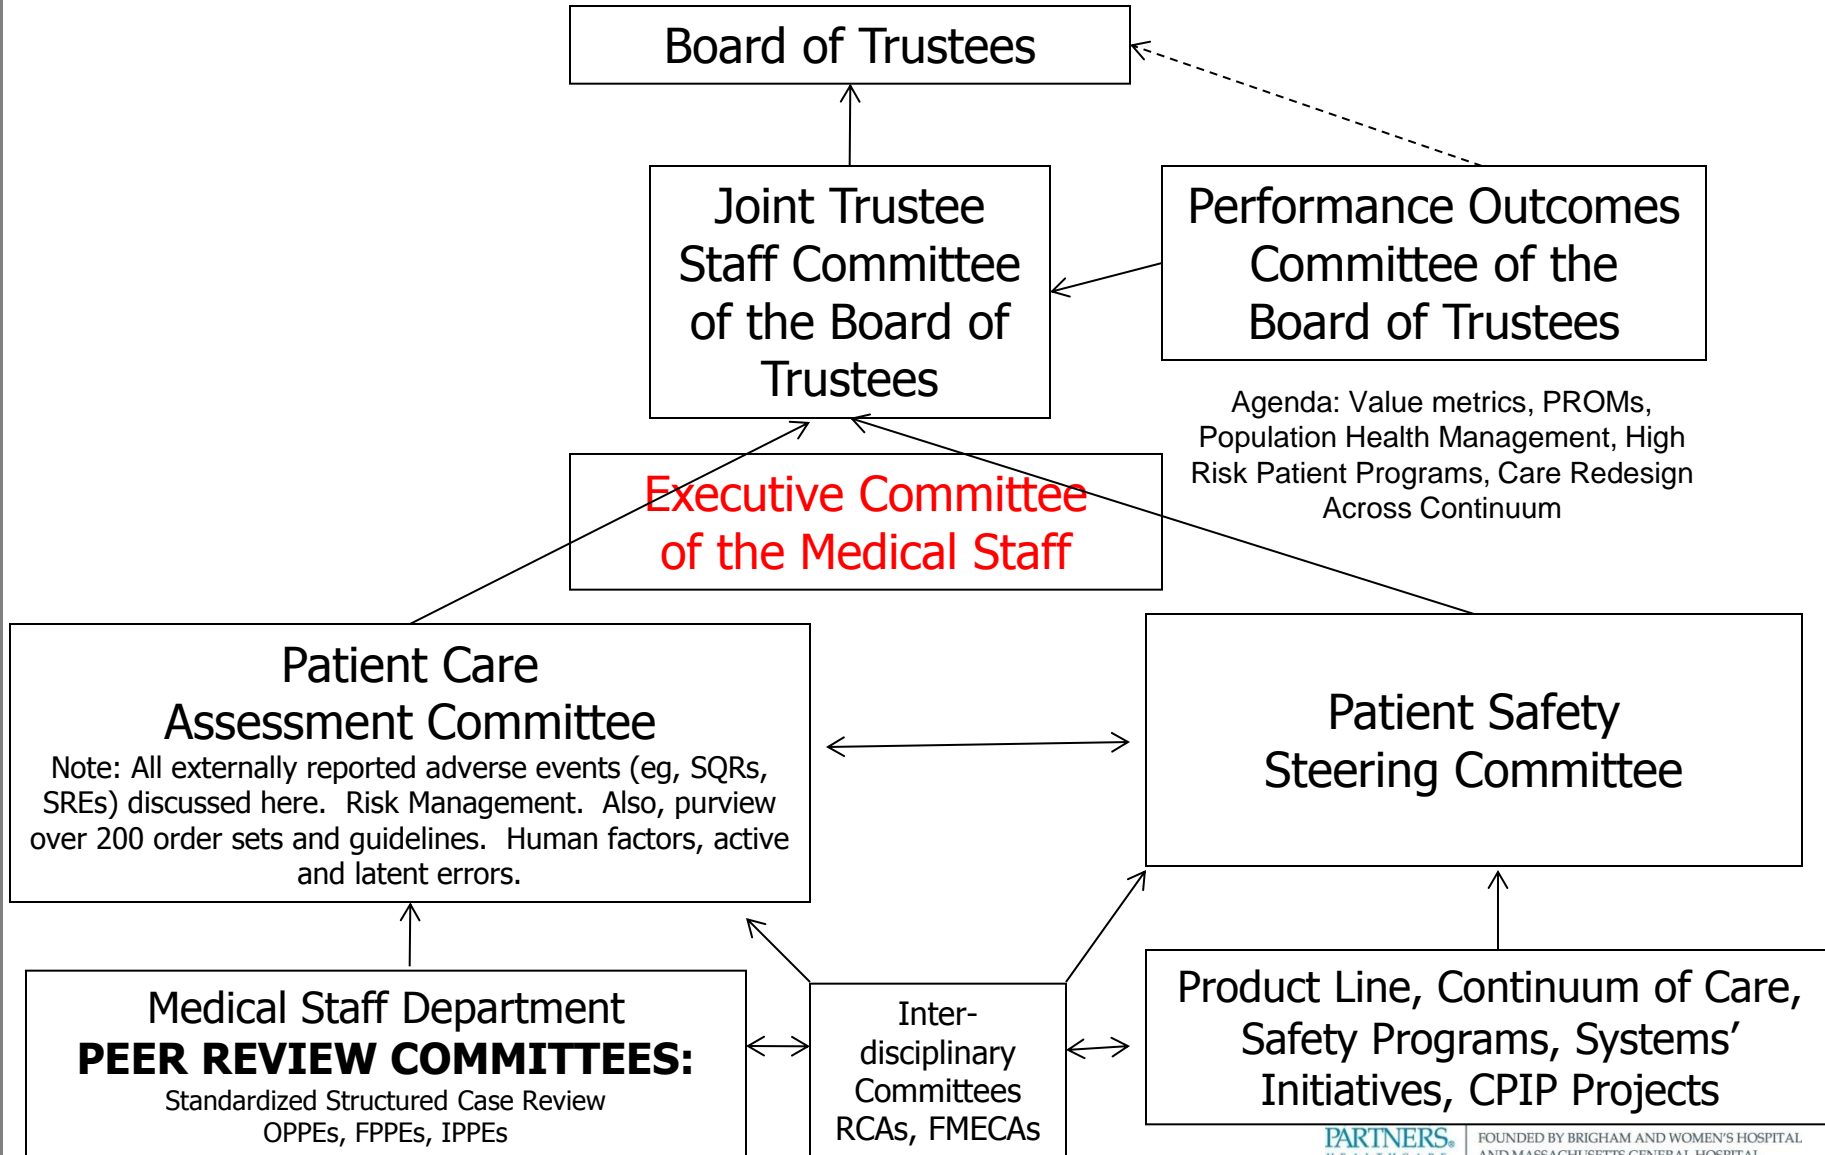 Board of Trustees
Joint Trustee
Staff Committee
of the Board of
Trustees
Performance Outcomes
Committee of the
Board of Trustees
Agenda: Value metrics, PROMs,
Population Health Management, High
Risk Patient Programs, Care Redesign
Across Continuum
Executive Committee
of the Medical Staff
Patient Care
Assessment Committee
Note: All externally reported adverse events (eg, SQRs,
SREs) discussed here. Risk Management. Also, purview
over 200 order sets and guidelines. Human factors, active
and latent errors.
Patient Safety
Steering Committee
Medical Staff Department
PEER REVIEW COMMITTEES:
Standardized Structured Case Review
OPPEs, FPPEs, IPPEs
Inter-
disciplinary
Committees
RCAs, FMECAs
Product Line, Continuum of Care,
Safety Programs, Systems’
Initiatives, CPIP Projects
PARTNERS®
FOUNDED BY BRIGHAM AND WOMEN'S HOSPITAL
AND MASSACHUSETTS GENERAL HOSPITAL